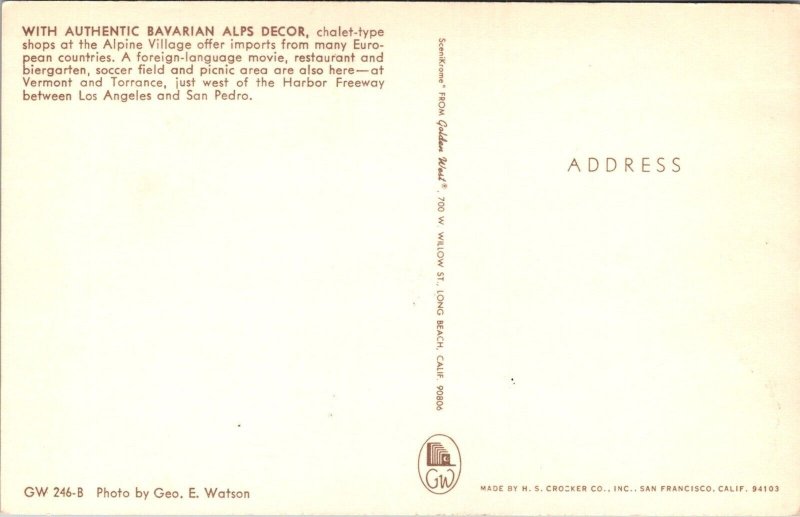 WITH AUTHENTIC BAVARIAN ALPS DECOR, chalet-type
shops at the Alpine Village offer imports from many Euro-
pean countries. A foreign-language movie, restaurant and
biergarten, soccer field and picnic area are also here—at
Vermont and Torrance, just west of the Harbor Freeway
between Los Angeles and San Pedro.
SceniKrome® FROM Golden West®, 700 W. WILLOW ST., LONG BEACH, CALIF. 90806
ADDRESS
GW
GW 246-B Photo by Geo. E. Watson
MADE BY H. S. CROCKER CO., INC., SAN FRANCISCO, CALIF. 94103